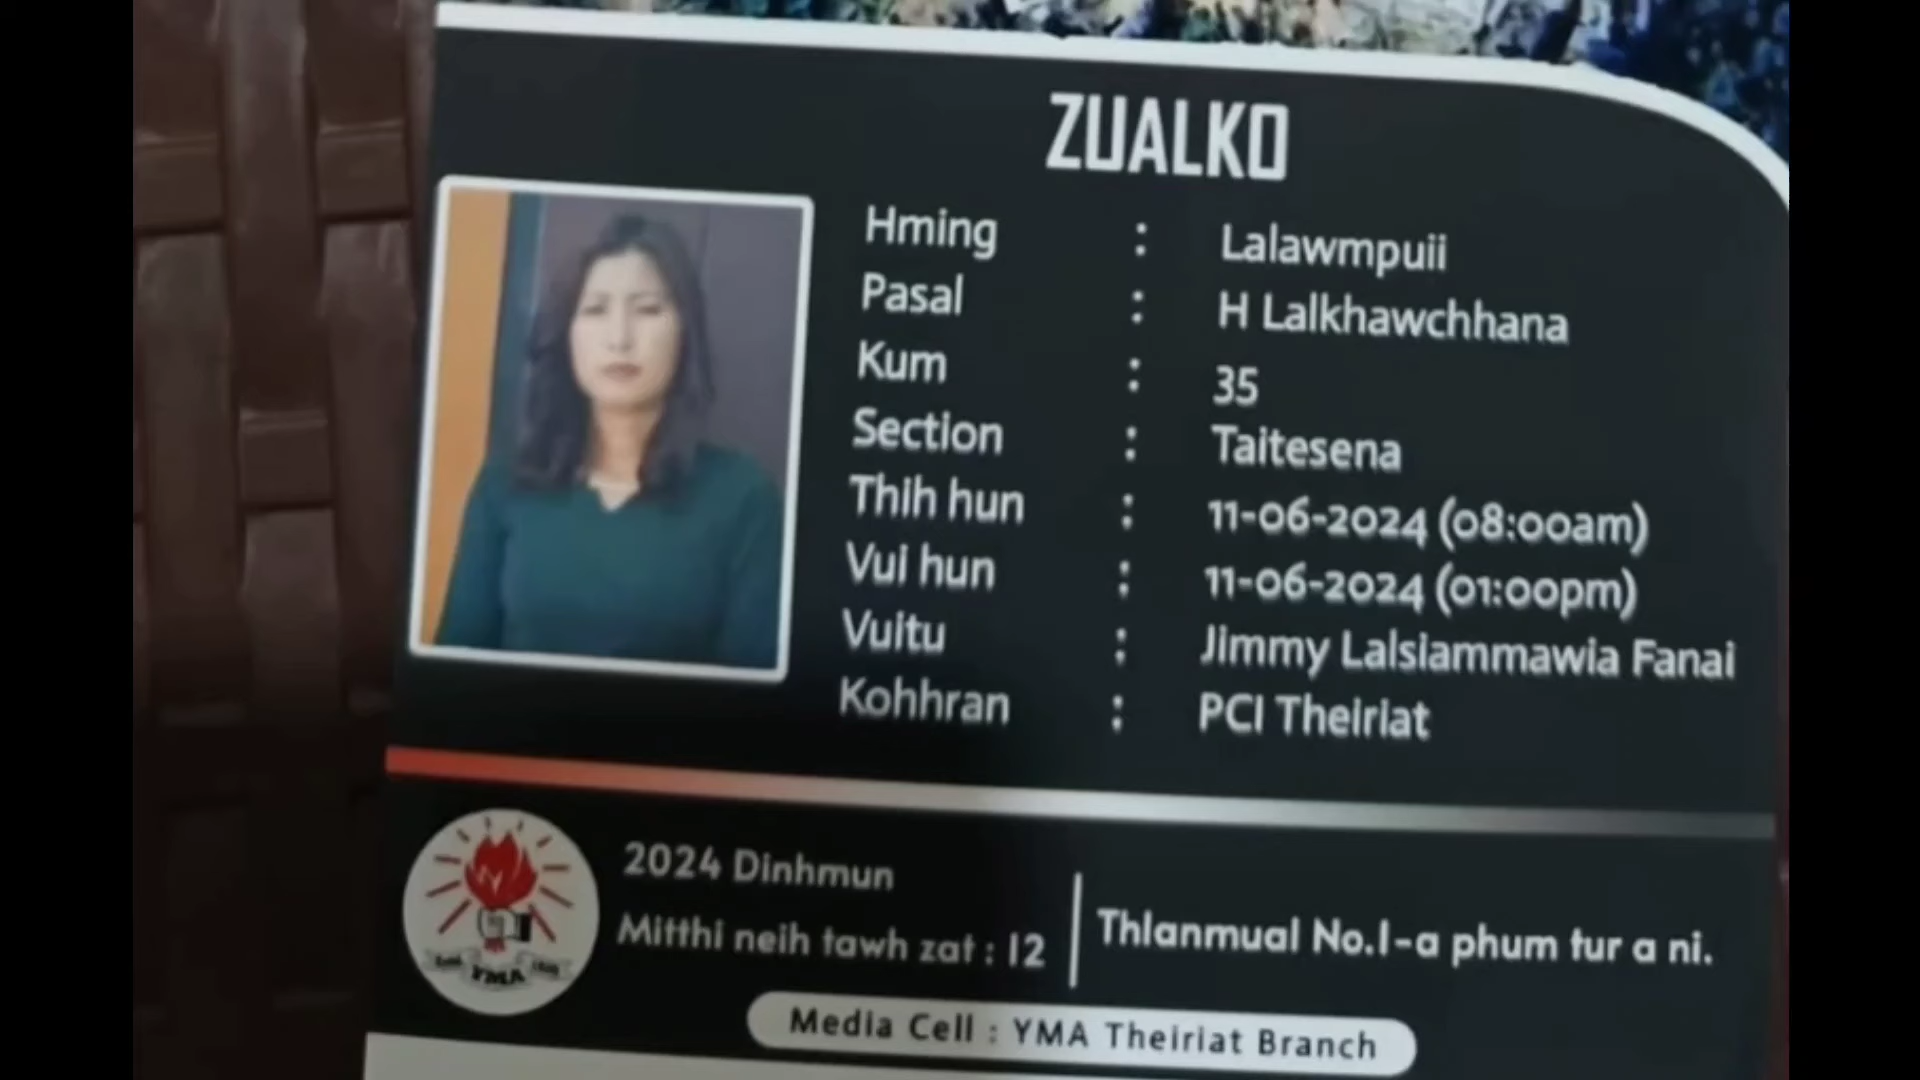 ZUALKO
Hming : Lalawmpuii
Pasal : H Lalkhawchhana
Kum : 35
Section : Taitesena
Thih hun : 11-06-2024 (08:00am)
Vui hun : 11-06-2024 (01:00pm)
Vuitu : Jimmy Lalsiammawia Fanai
Kohhran : PCI Theiriat
2024 Dinhmun
Mitthi neih tawh zat : 12
Thlanmual No.1-a phum tur a ni.
YMA
Media Cell : YMA Theiriat Branch